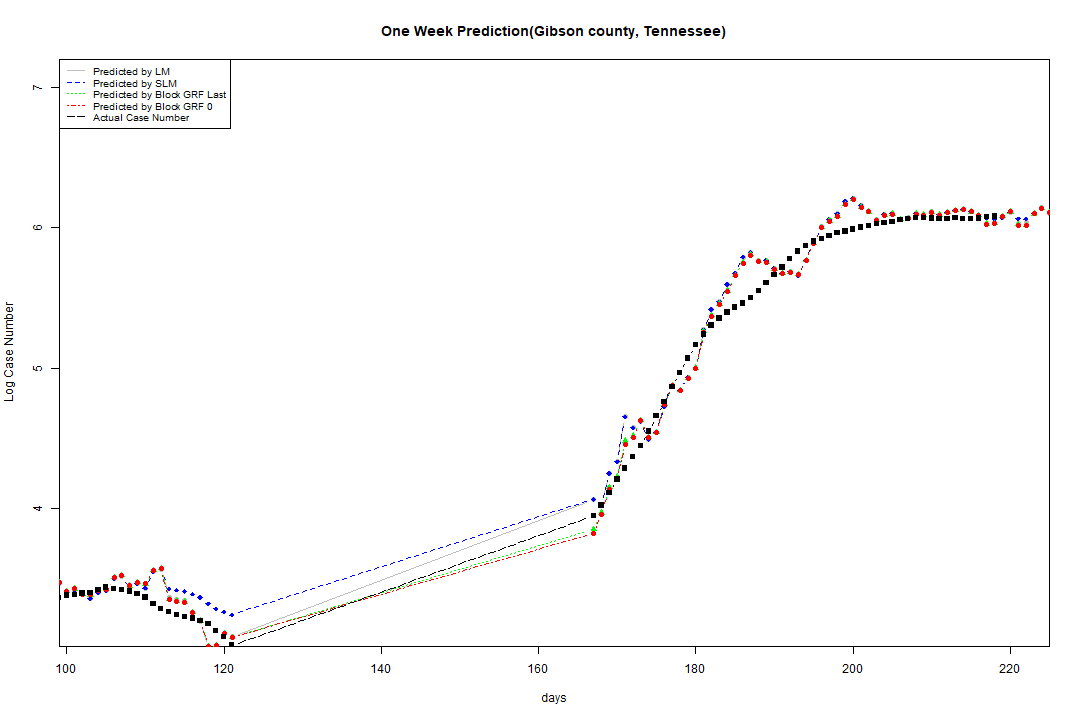 One Week Prediction(Gibson county, Tennessee)
Predicted by LM
Predicted by SLM
Predicted by Block GRF Last
Predicted by Block GRF 0
Actual Case Number
7
6
5
4
Log Case Number
100 120 140 160 180 200 220
days